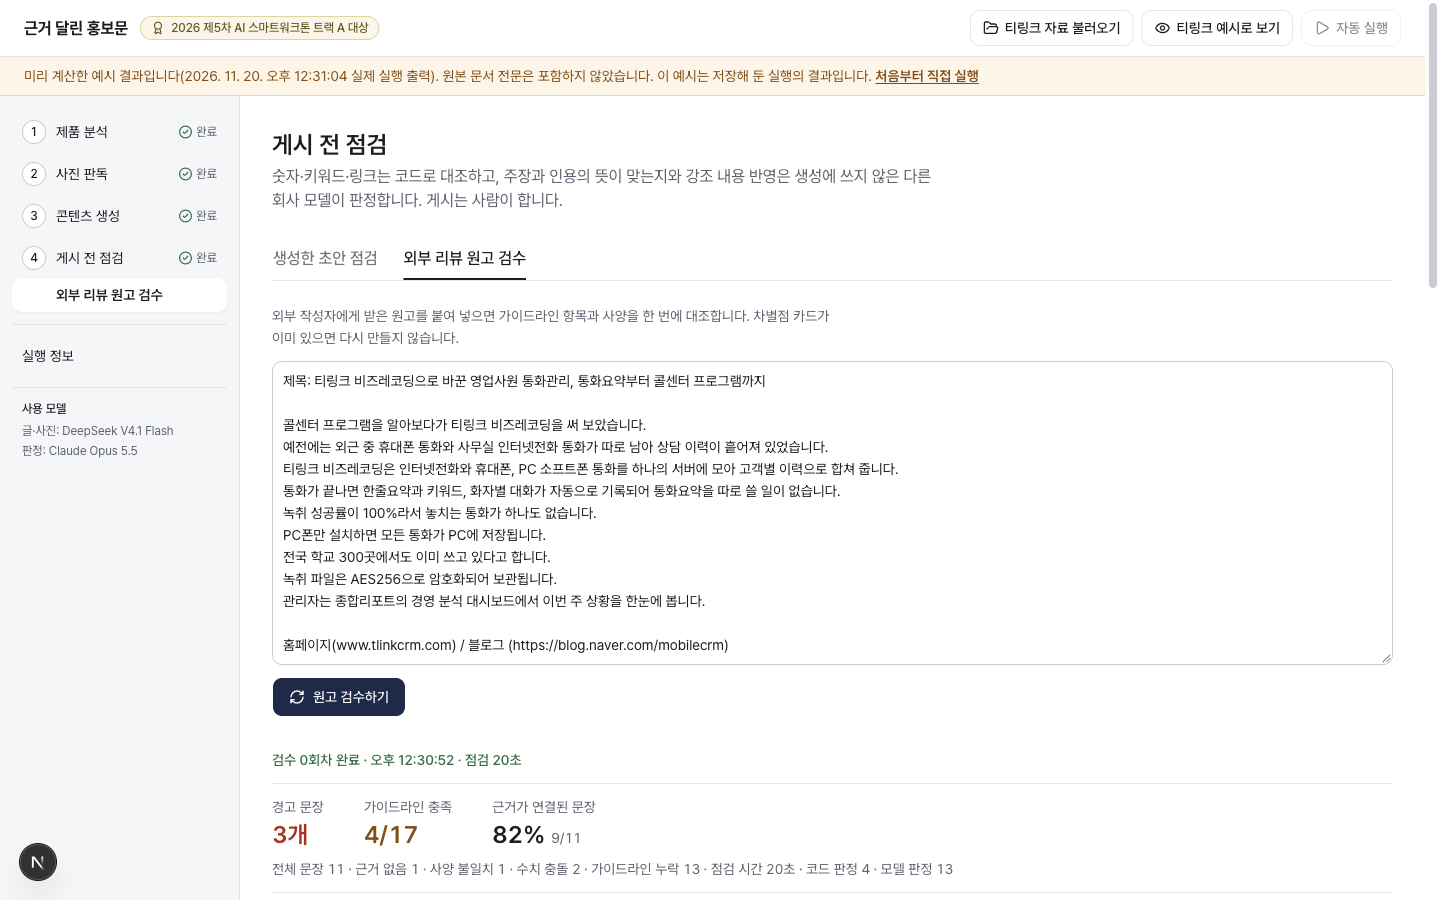 근거 달린 홍보문
2026 제5차 AI 스마트워크톤 트랙 A 대상
티링크 자료 불러오기
티링크 예시로 보기
자동 실행
미리 계산한 예시 결과입니다(2026. 11. 20. 오후 12:31:04 실제 실행 출력). 원본 문서 전문은 포함하지 않았습니다. 이 예시는 저장해 둔 실행의 결과입니다. 처음부터 직접 실행
1 제품 분석 완료
2 사진 판독 완료
3 콘텐츠 생성 완료
4 게시 전 점검 완료
외부 리뷰 원고 검수
실행 정보
사용 모델
글·사진: DeepSeek V4.1 Flash
판정: Claude Opus 5.5
게시 전 점검
숫자·키워드·링크는 코드로 대조하고, 주장과 인용의 뜻이 맞는지와 강조 내용 반영은 생성에 쓰지 않은 다른
회사 모델이 판정합니다. 게시는 사람이 합니다.
생성한 초안 점검
외부 리뷰 원고 검수
외부 작성자에게 받은 원고를 붙여 넣으면 가이드라인 항목과 사양을 한 번에 대조합니다. 차별점 카드가
이미 있으면 다시 만들지 않습니다.
제목: 티링크 비즈레코딩으로 바꾼 영업사원 통화관리, 통화요약부터 콜센터 프로그램까지
콜센터 프로그램을 알아보다가 티링크 비즈레코딩을 써 보았습니다.
예전에는 외근 중 휴대폰 통화와 사무실 인터넷전화 통화가 따로 남아 상담 이력이 흩어져 있었습니다.
티링크 비즈레코딩은 인터넷전화와 휴대폰, PC 소프트폰 통화를 하나의 서버에 모아 고객별 이력으로 합쳐 줍니다.
통화가 끝나면 한줄요약과 키워드, 화자별 대화가 자동으로 기록되어 통화요약을 따로 쓸 일이 없습니다.
녹취 성공률이 100%라서 놓치는 통화가 하나도 없습니다.
PC폰만 설치하면 모든 통화가 PC에 저장됩니다.
전국 학교 300곳에서도 이미 쓰고 있다고 합니다.
녹취 파일은 AES256으로 암호화되어 보관됩니다.
관리자는 종합리포트의 경영 분석 대시보드에서 이번 주 상황을 한눈에 봅니다.
홈페이지(www.tlinkcrm.com) / 블로그 (https://blog.naver.com/mobilecrm)
원고 검수하기
검수 0회차 완료 · 오후 12:30:52 · 점검 20초
경고 문장
가이드라인 충족
근거가 연결된 문장
3개
4/17
82% 9/11
전체 문장 11 · 근거 없음 1 · 사양 불일치 1 · 수치 충돌 2 · 가이드라인 누락 13 · 점검 시간 20초 · 코드 판정 4 · 모델 판정 13
N